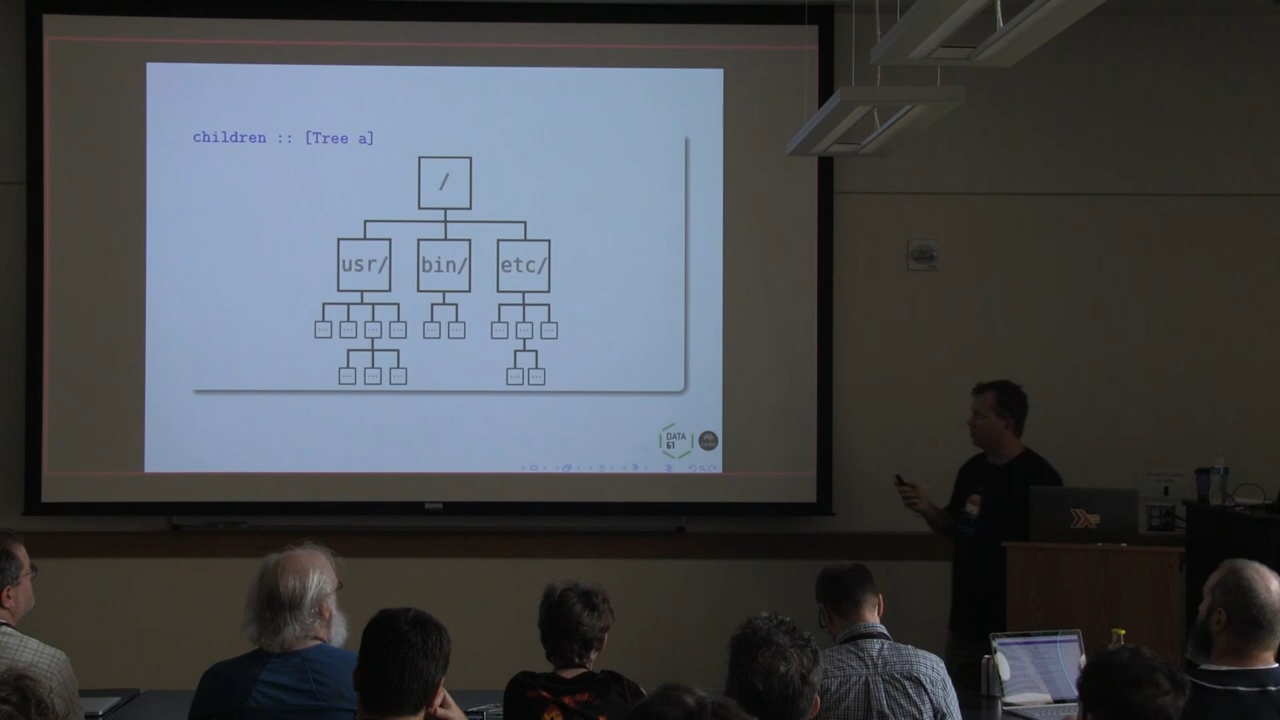 children :: [Tree a]
/
usr/ bin/ etc/
... ... ... ... ... ... ... ... ...
... ... ... ... ...
DATA
61